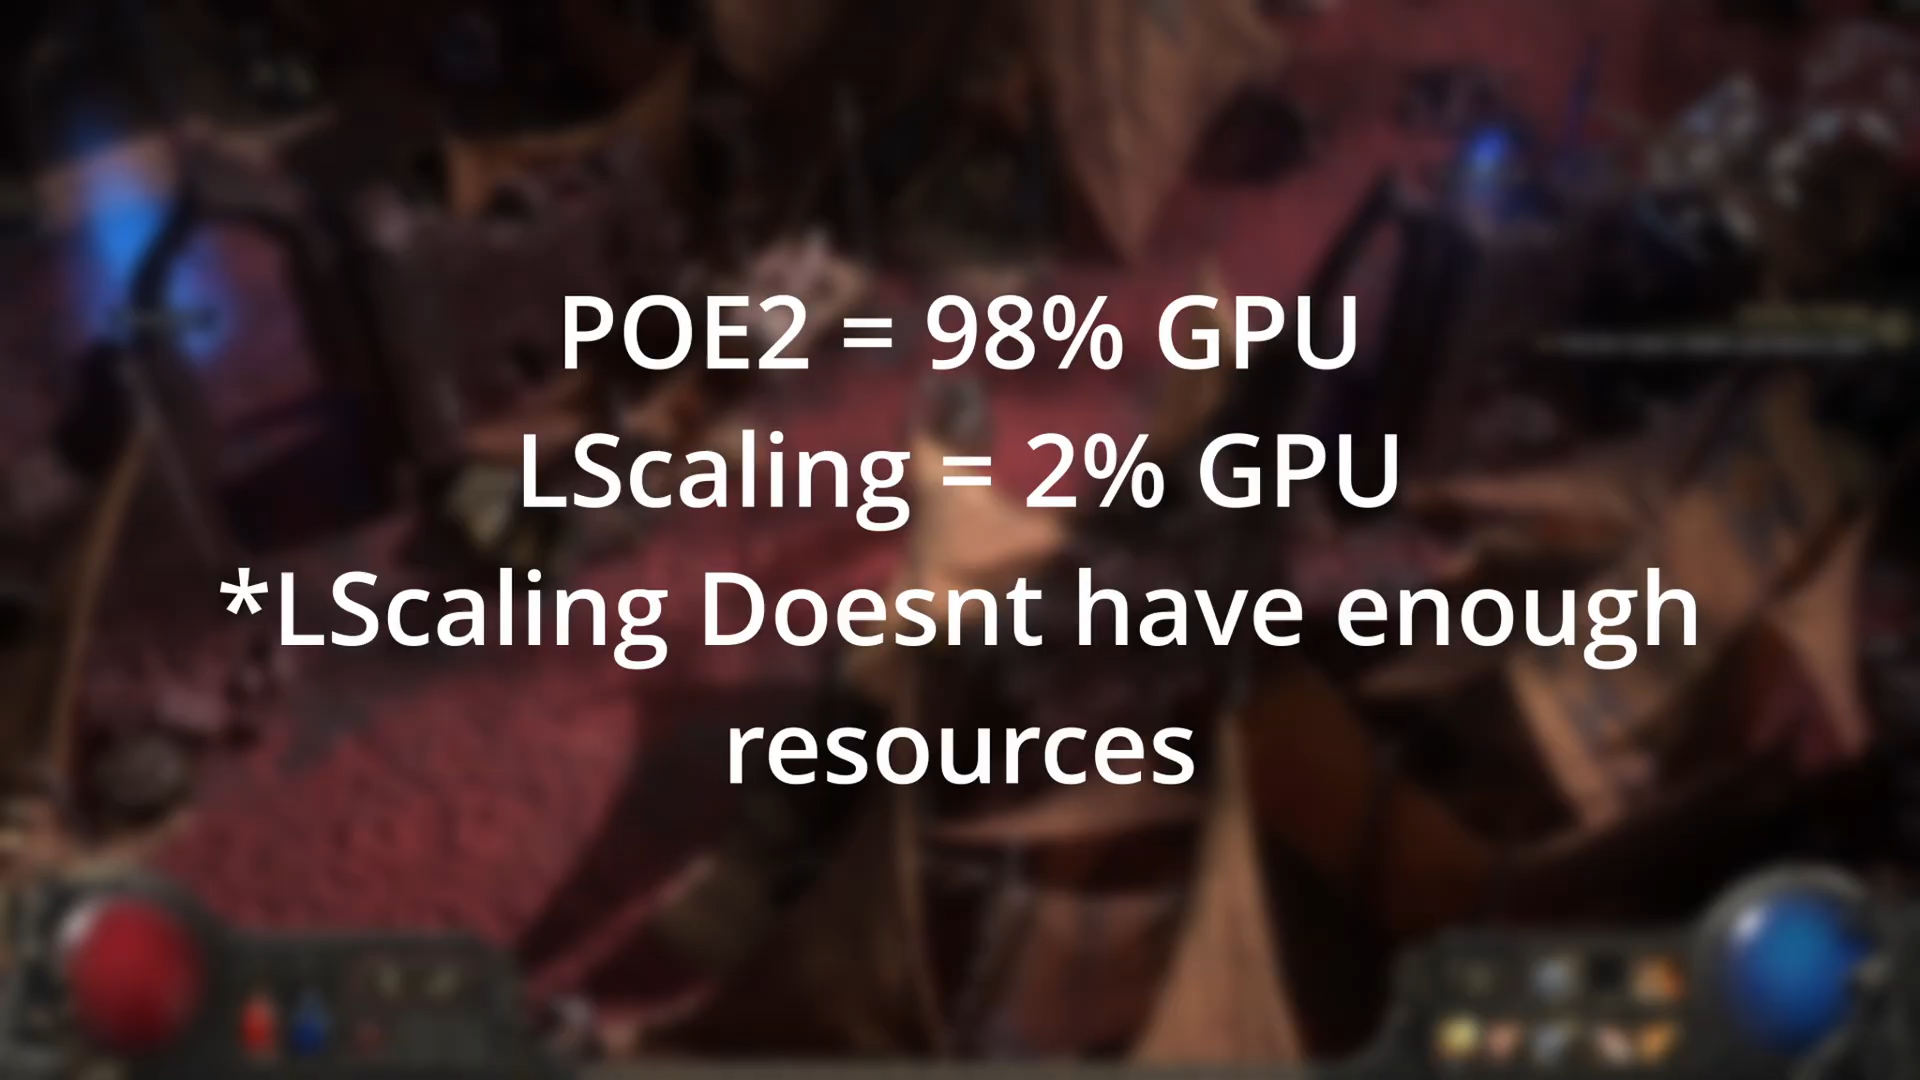 POE2 = 98% GPU
LScaling = 2% GPU
*LScaling Doesnt have enough
resources